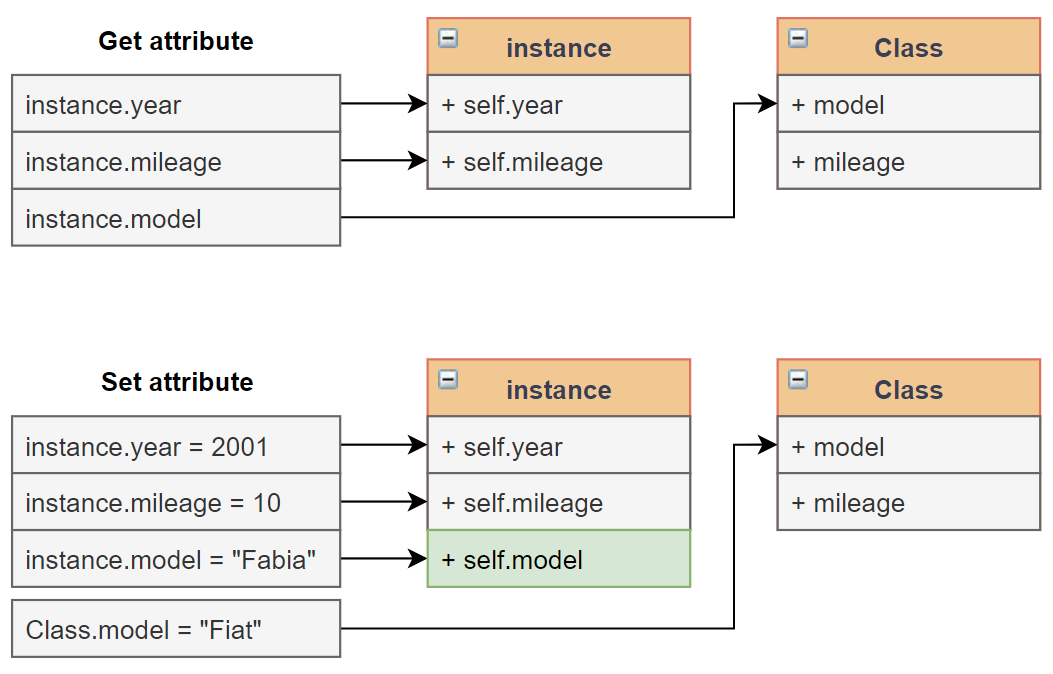 Get attribute
instance
Class
instance.year
+ self.year
+ model
instance.mileage
+ self.mileage
+ mileage
instance.model
Set attribute
instance
Class
instance.year = 2001
+ self.year
+ model
instance.mileage = 10
+ self.mileage
+ mileage
instance.model = "Fabia"
+ self.model
Class.model = "Fiat"